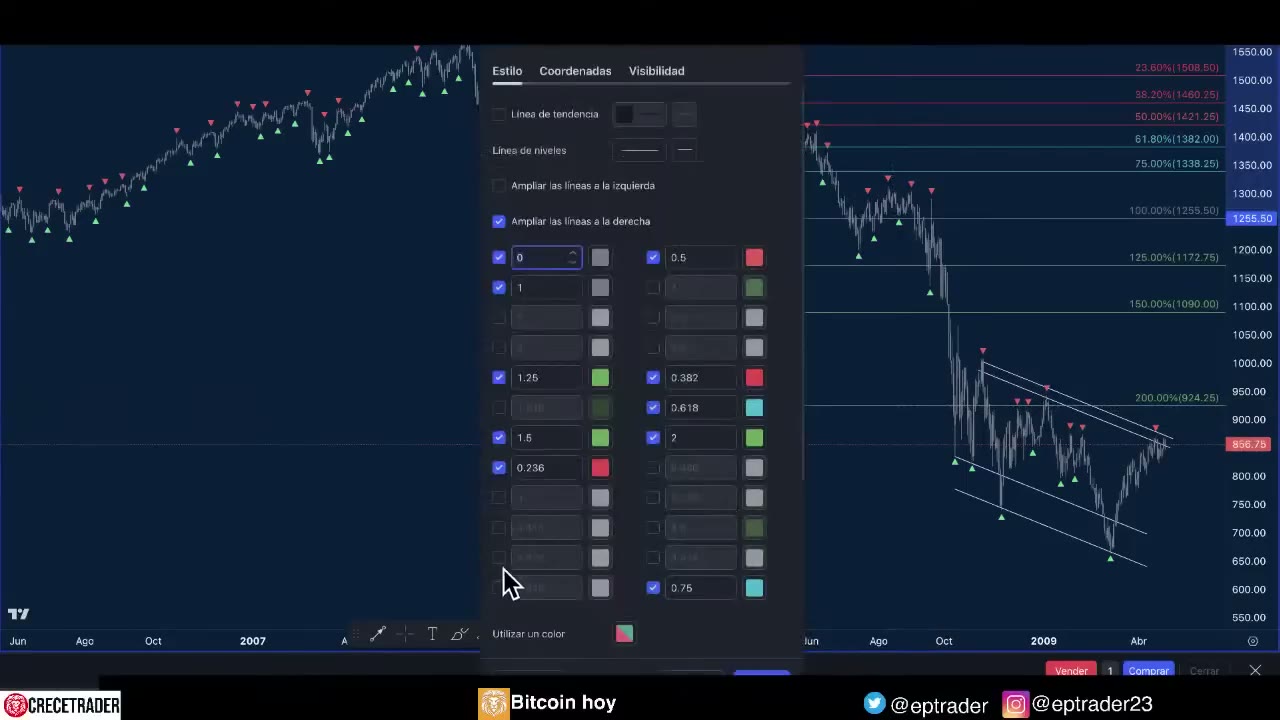 Estilo
Coordenadas
Visibilidad
Línea de tendencia
Línea de niveles
Ampliar las líneas a la izquierda
Ampliar las líneas a la derecha
0
0.5
1
1.25
0.382
0.618
1.5
2
0.236
0.75
Utilizar un color
23.60%(1508.50)
38.20%(1460.25)
50.00%(1421.25)
61.80%(1382.00)
75.00%(1338.25)
100.00%(1255.50)
125.00%(1172.75)
150.00%(1090.00)
200.00%(924.25)
1550.00
1500.00
1450.00
1400.00
1350.00
1300.00
1255.50
1200.00
1150.00
1100.00
1050.00
1000.00
950.00
900.00
856.75
800.00
750.00
700.00
650.00
600.00
550.00
Jun
Ago
Oct
2007
A
Jun
Ago
Oct
2009
Abr
T
Vender
1
Comprar
Cerrar
CRECETRADER
Bitcoin hoy
@eptrader
@eptrader23